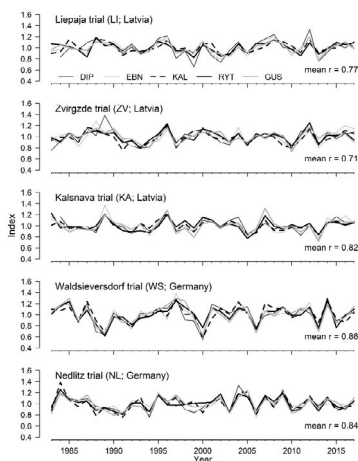 Liepaja trial (LI; Latvia)
1.6
1.4
1.2
1.0
0.8
0.6
0.4
DIP EBN KAL RYT GUS
mean r = 0.77
Zvirgzde trial (ZV; Latvia)
1.6
1.4
1.2
1.0
0.8
0.6
0.4
mean r = 0.71
Kalsnava trial (KA; Latvia)
1.6
1.4
1.2
1.0
0.8
0.6
0.4
mean r = 0.82
Index
Waldsieversdorf trial (WS; Germany)
1.6
1.4
1.2
1.0
0.8
0.6
0.4
mean r = 0.86
Nedlitz trial (NL; Germany)
1.6
1.4
1.2
1.0
0.8
0.6
0.4
mean r = 0.84
1985 1990 1995 2000 2005 2010 2015
Year